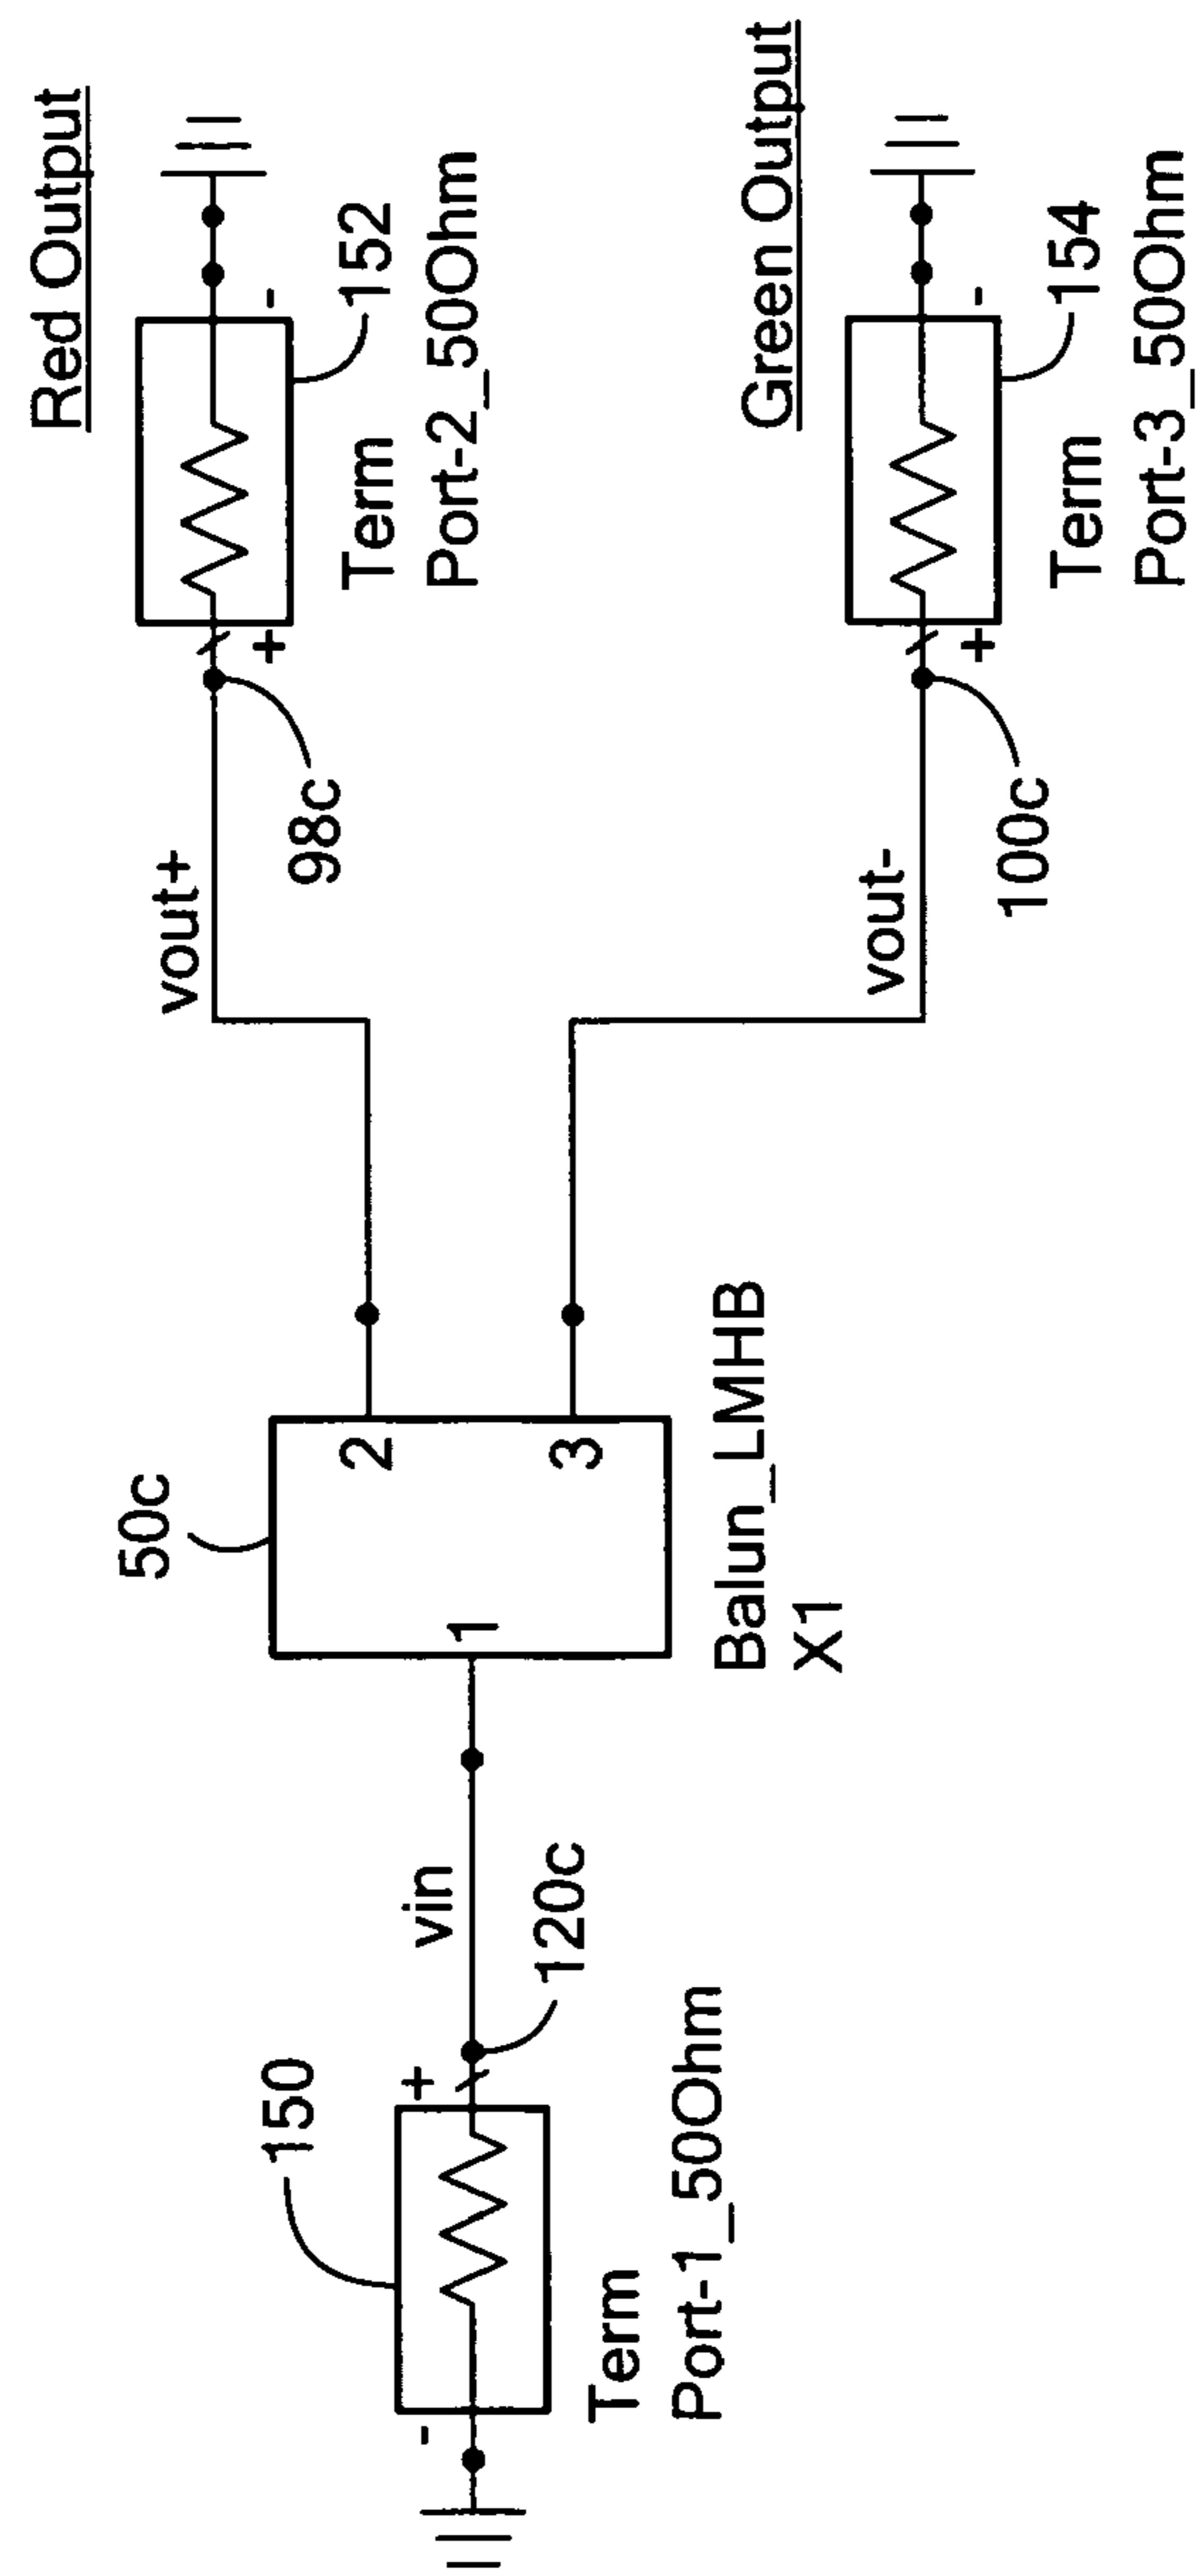 Red Output
152
-
+
Term
Port-2_50Ohm
vout+
98c
Green Output
154
-
+
Term
Port-3_50Ohm
vout-
100c
50c
1
2
3
Balun_LMHB
X1
vin
120c
150
+
-
Term
Port-1_50Ohm